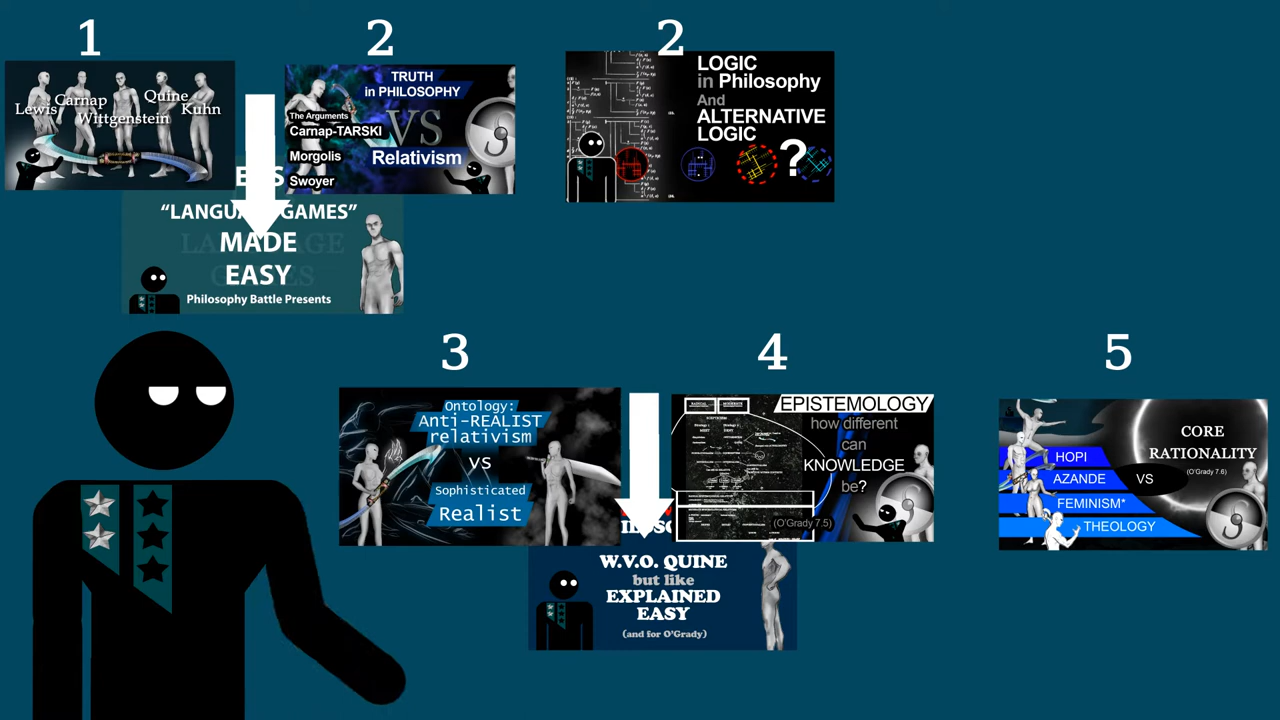 1
2
2
Lewis
Carnap
Wittgenstein
Quine
Kuhn
TRUTH
in PHILOSOPHY
The Arguments
Carnap-TARSKI
Morgolis
Swoyer
VS
Relativism
LOGIC
in Philosophy
And
ALTERNATIVE
LOGIC
?
MADE
EASY
Philosophy Battle Presents
3
4
5
Ontology:
Anti-REALIST
relativism
vs
Sophisticated
Realist
EPISTEMOLOGY
how different
can
KNOWLEDGE
be?
(O'Grady 7.5)
HOPI
AZANDE
FEMINISM*
THEOLOGY
VS
CORE
RATIONALITY
(O'Grady 7.6)
W.V.O. QUINE
but like
EXPLAINED
EASY
(and for O'Grady)